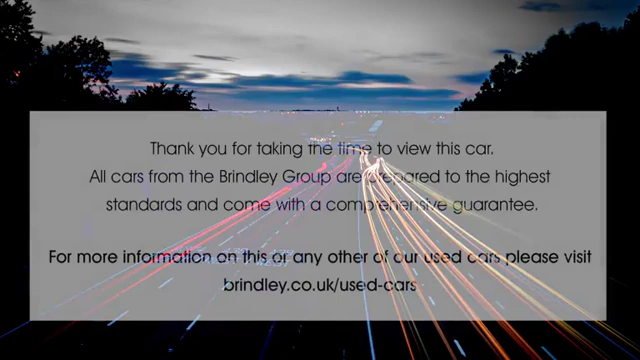 Thank you for taking the time to view this car.
All cars from the Brindley Group are prepared to the highest
standards and come with a comprehensive guarantee.
For more information on this or any other of our used cars please visit
brindley.co.uk/used-cars